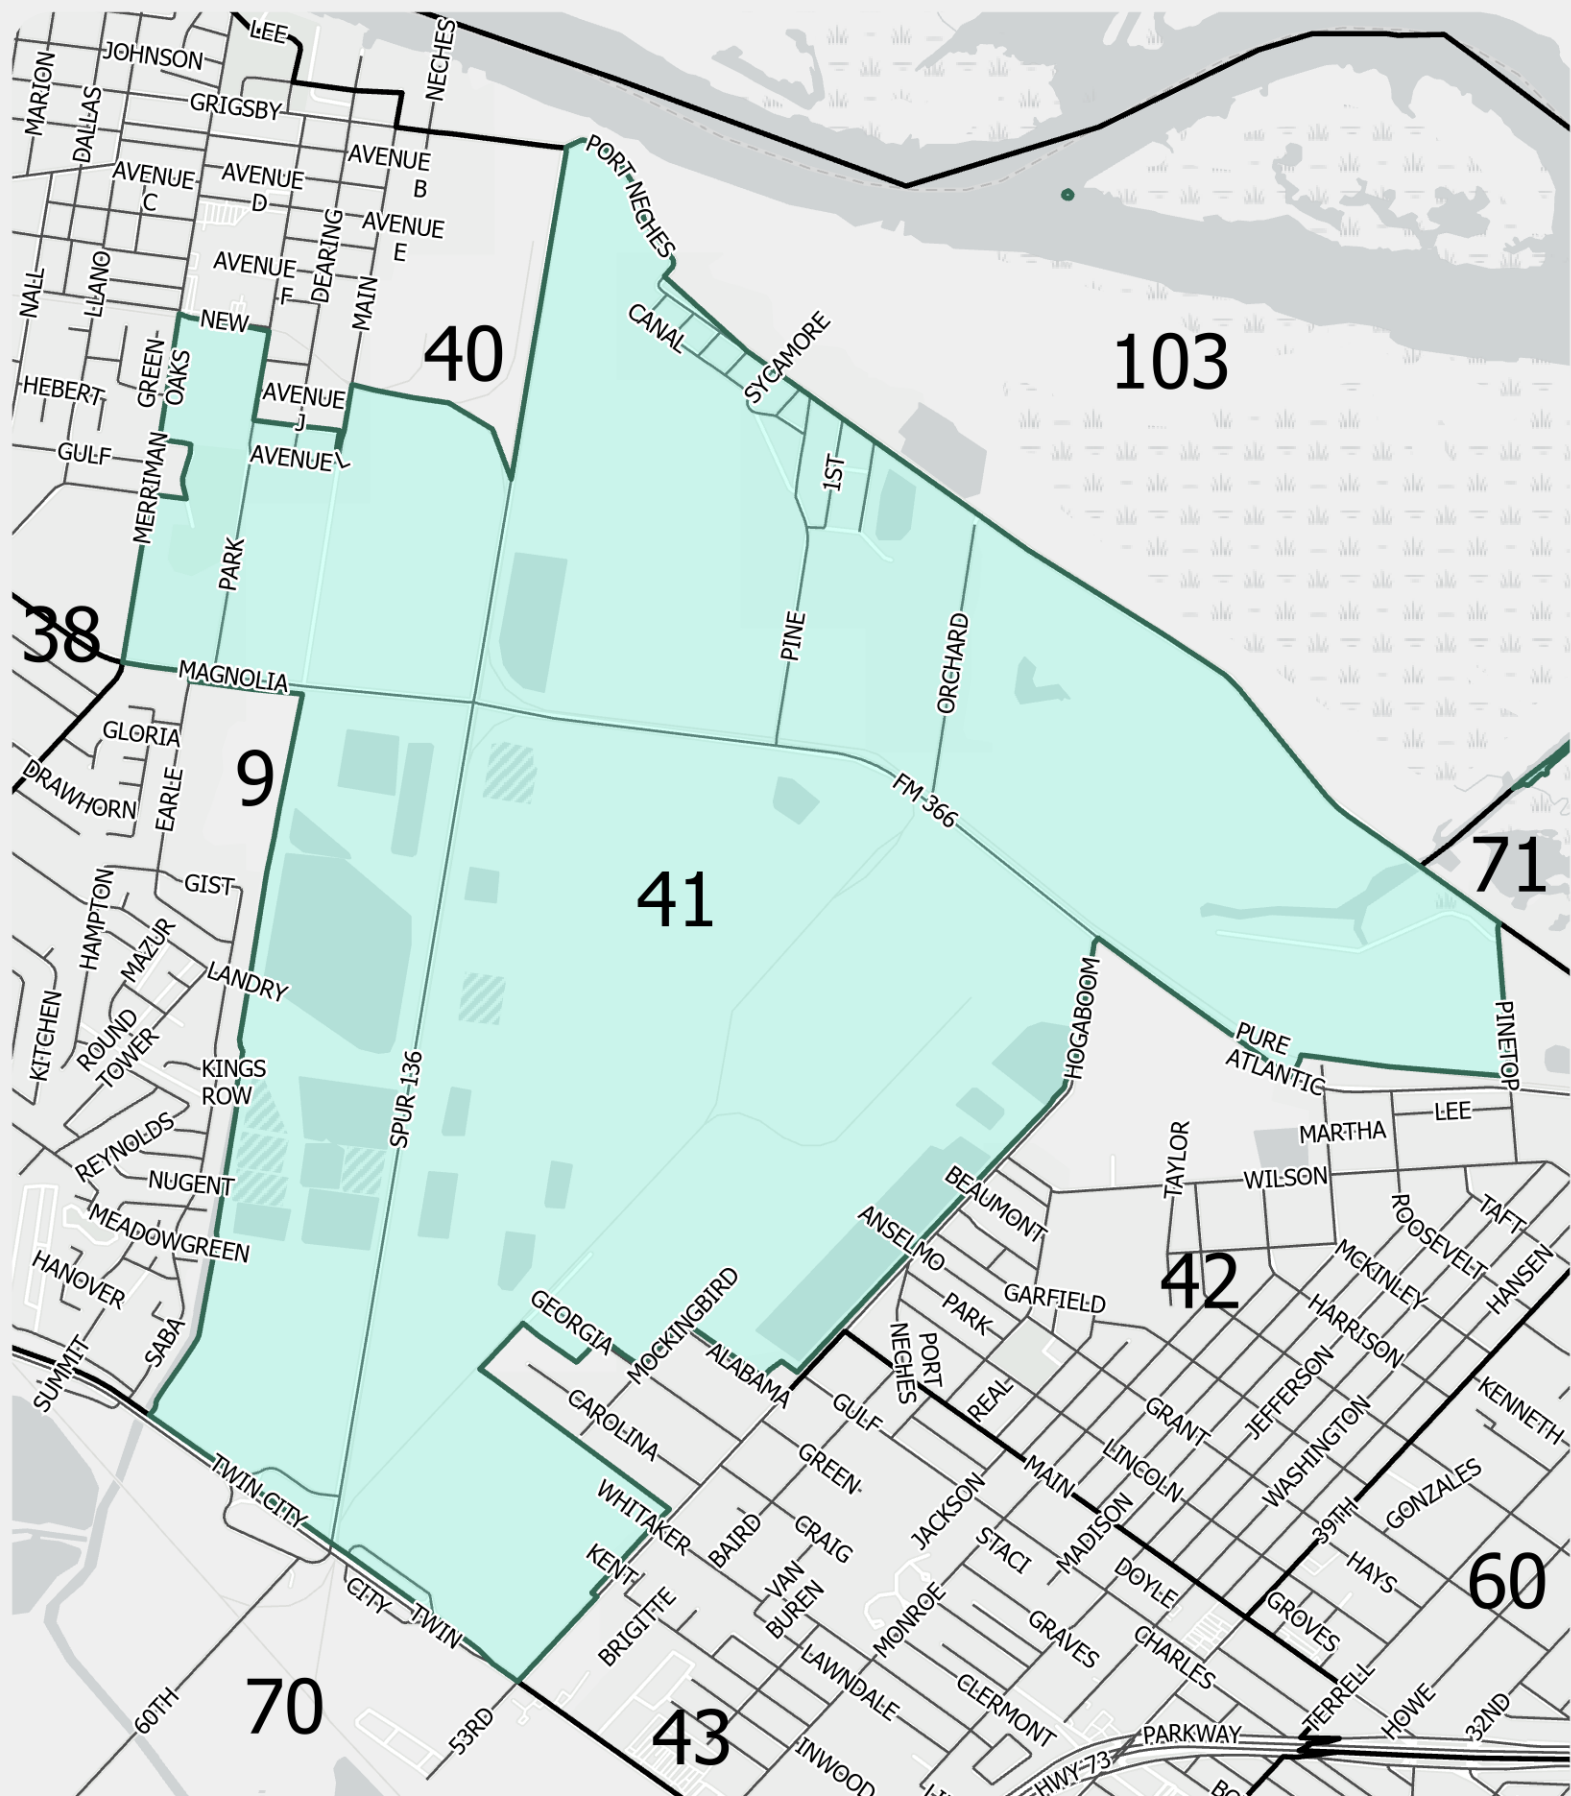 LEE
NECHES
JOHNSON
MARION
DALLAS
GRIGSBY
PORT NECHES
AVENUE
B
AVENUE
C
AVENUE
D
AVENUE
E
AVENUE
F
DEARING
MAIN
NALL
LLANO
NEW
CANAL
SYCAMORE
40
103
GREEN
OAKS
HEBERT
AVENUE
J
AVENUE L
GULF
MERRIMAN
1ST
PARK
PINE
ORCHARD
38
MAGNOLIA
GLORIA
9
DRAWHORN
EARLE
FM 366
71
41
GIST
HAMPTON
MAZUR
LANDRY
KITCHEN
ROUND
TOWER
KINGS
ROW
HOGABOOM
PINETOP
PURE
ATLANTIC
SPUR 136
LEE
MARTHA
REYNOLDS
TAYLOR
WILSON
NUGENT
BEAUMONT
ANSELMO
ROOSEVELT
TAFT
MEADOWGREEN
HANOVER
42
MCKINLEY
HANSEN
GARFIELD
PARK
HARRISON
GEORGIA
MOCKINGBIRD
SABA
SUMMIT
ALABAMA
PORT
NECHES
REAL
JEFFERSON
KENNETH
CAROLINA
GULF
GRANT
WASHINGTON
GREEN
LINCOLN
MAIN
TWIN CITY
WHITAKER
JACKSON
MADISON
39TH
GONZALES
BAIRD
CRAIG
STACI
KENT
CITY
TWIN
VAN
BUREN
DOYLE
HAYS
60
BRIGITTE
MONROE
GRAVES
GROVES
CHARLES
LAWNDALE
CLERMONT
TERRELL
HOWE
32ND
70
60TH
53RD
43
PARKWAY
INWOOD
HWY 73
BO